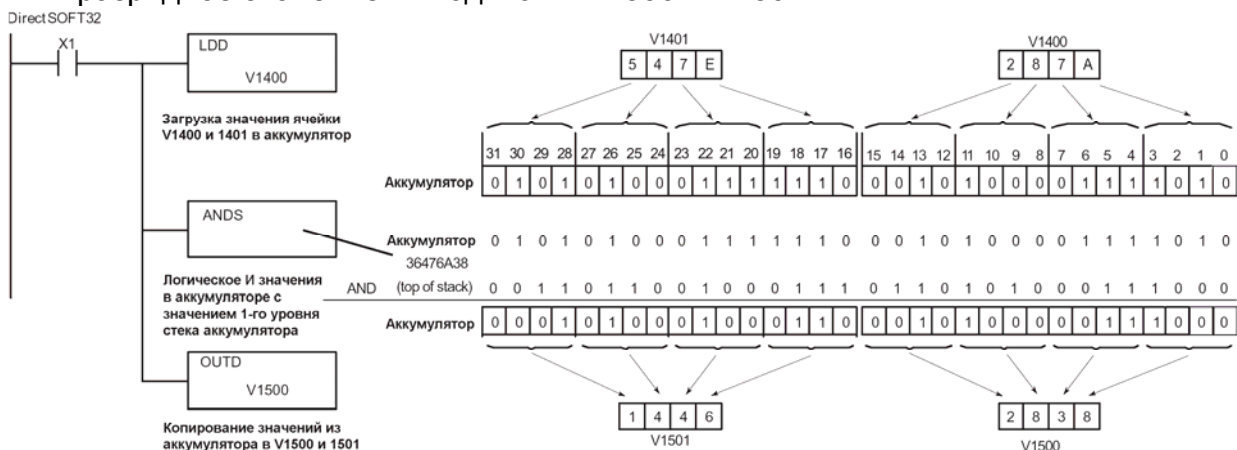 DirectSOFT32
X1
LDD
V1400
Загрузка значения ячейки
V1400 и 1401 в аккумулятор
V1401
V1400
5 4 7 E
2 8 7 A
31 30 29 28 27 26 25 24 23 22 21 20 19 18 17 16 15 14 13 12 11 10 9 8 7 6 5 4 3 2 1 0
Аккумулятор 0 1 0 1 0 1 0 0 0 1 1 1 1 1 1 0 0 0 1 0 1 0 0 0 0 1 1 1 1 0 1 0
ANDS
Аккумулятор 0 1 0 1 0 1 0 0 0 1 1 1 1 1 1 0 0 0 1 0 1 0 0 0 0 1 1 1 1 0 1 0
36476A38
AND (top of stack) 0 0 1 1 0 1 1 0 0 1 0 0 0 1 1 1 0 1 1 0 1 0 1 0 0 0 1 1 1 0 0 0
Логическое И значения
в аккумуляторе с
значением 1-го уровня
стека аккумулятора
Аккумулятор 0 0 0 1 0 1 0 0 0 1 0 0 0 1 1 0 0 0 1 0 1 0 0 0 0 0 1 1 1 0 0 0
OUTD
V1500
1 4 4 6
2 8 3 8
V1501
V1500
Копирование значений из
аккумулятора в V1500 и 1501